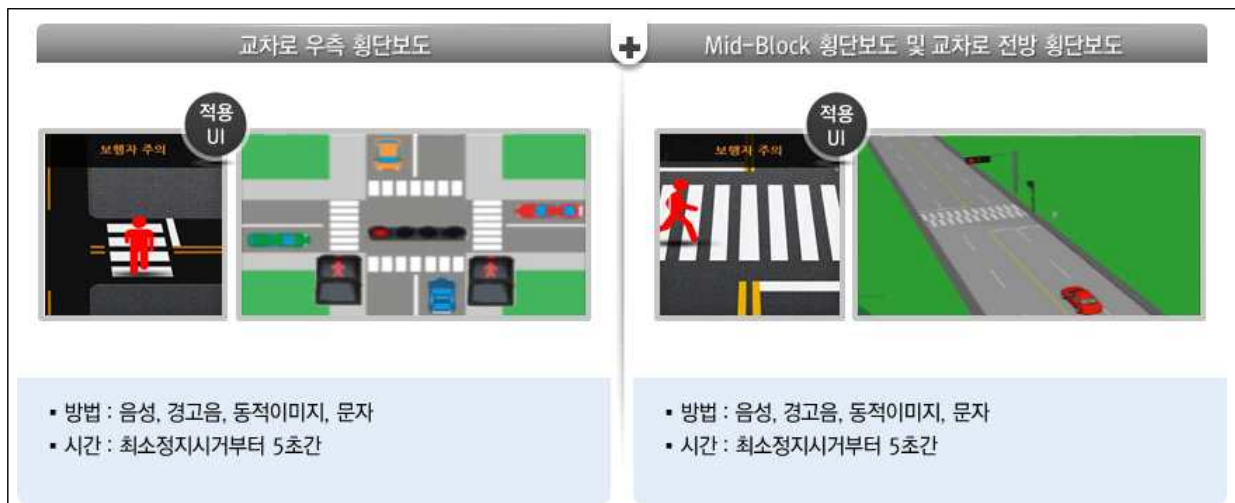 교차로 우측 횡단보도
적용
UI
보행자 주의
▪ 방법 : 음성, 경고음, 동적이미지, 문자
▪ 시간 : 최소정지시거부터 5초간
+
Mid-Block 횡단보도 및 교차로 전방 횡단보도
적용
UI
보행자 주의
▪ 방법 : 음성, 경고음, 동적이미지, 문자
▪ 시간 : 최소정지시거부터 5초간